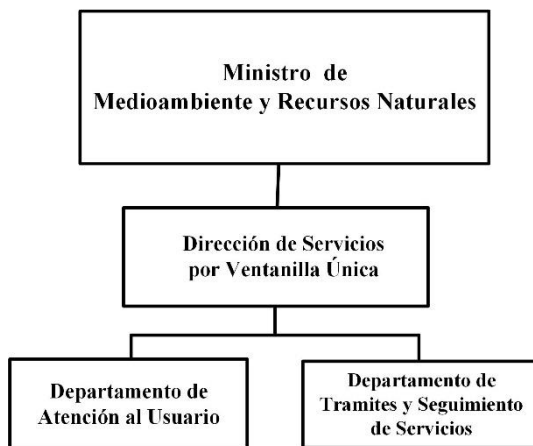 Ministro de
Medioambiente y Recursos Naturales
Dirección de Servicios
por Ventanilla Única
Departamento de
Atención al Usuario
Departamento de
Tramites y Seguimiento
de Servicios